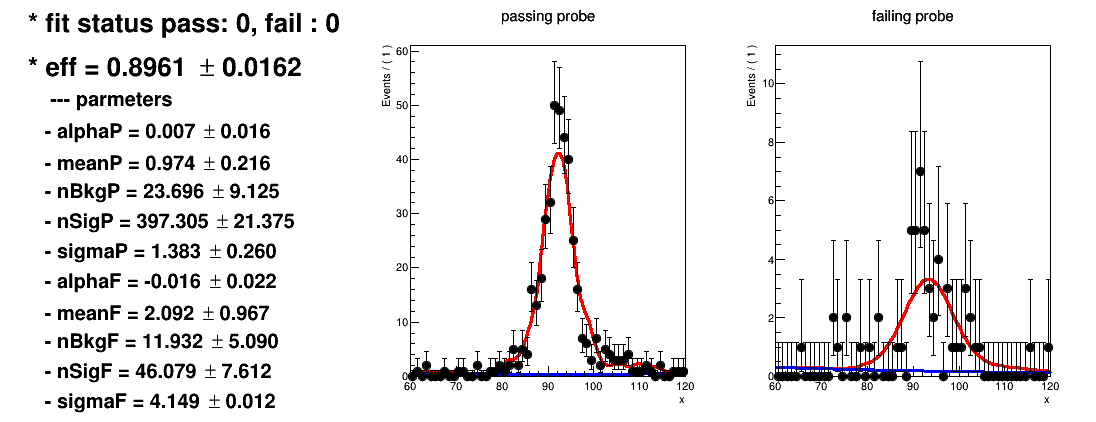 * fit status pass: 0, fail : 0
* eff = 0.8961 ± 0.0162
--- parmeters
- alphaP = 0.007 ± 0.016
- meanP = 0.974 ± 0.216
- nBkgP = 23.696 ± 9.125
- nSigP = 397.305 ± 21.375
- sigmaP = 1.383 ± 0.260
- alphaF = -0.016 ± 0.022
- meanF = 2.092 ± 0.967
- nBkgF = 11.932 ± 5.090
- nSigF = 46.079 ± 7.612
- sigmaF = 4.149 ± 0.012
passing probe
Events / ( 1 )
60
50
40
30
20
10
0
60 70 80 90 100 110 120
x
failing probe
Events / ( 1 )
10
8
6
4
2
0
60 70 80 90 100 110 120
x